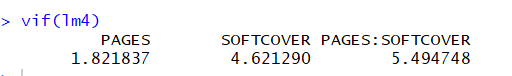 > vif(lm4)
PAGES SOFTCOVER PAGES:SOFTCOVER
1.821837 4.621290 5.494748